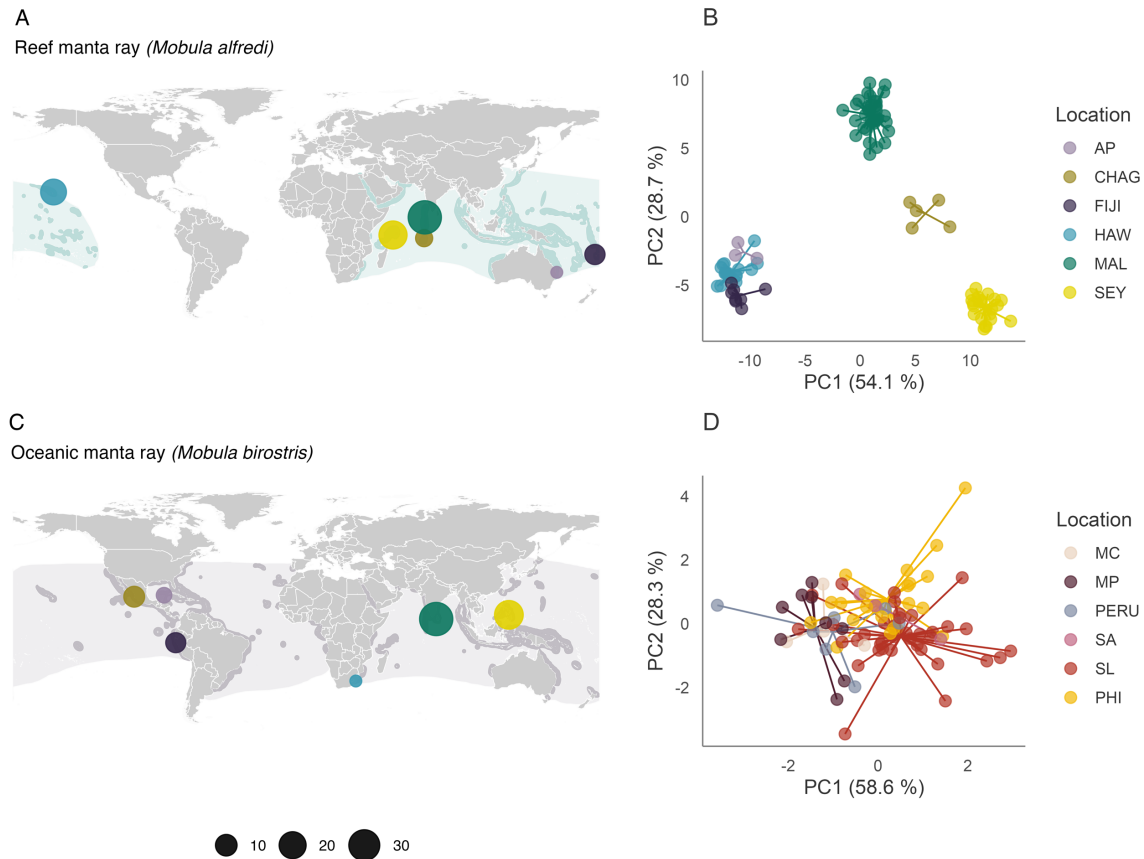 A
Reef manta ray (Mobula alfredi)
B
10
5
0
-5
PC2 (28.7 %)
-10
-5
0
5
10
PC1 (54.1 %)
Location
AP
CHAG
FIJI
HAW
MAL
SEY
C
Oceanic manta ray (Mobula birostris)
D
4
2
0
-2
PC2 (28.3 %)
-2
0
2
PC1 (58.6 %)
Location
MC
MP
PERU
SA
SL
PHI
10
20
30